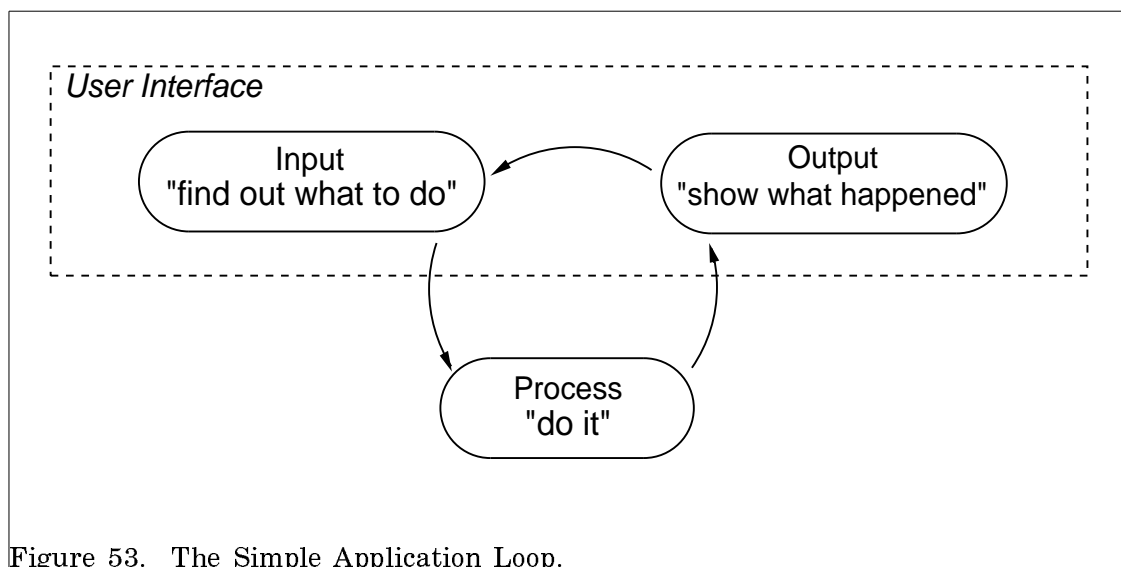 User Interface
Input
"find out what to do"
Output
"show what happened"
Process
"do it"
Figure 53. The Simple Application Loop.